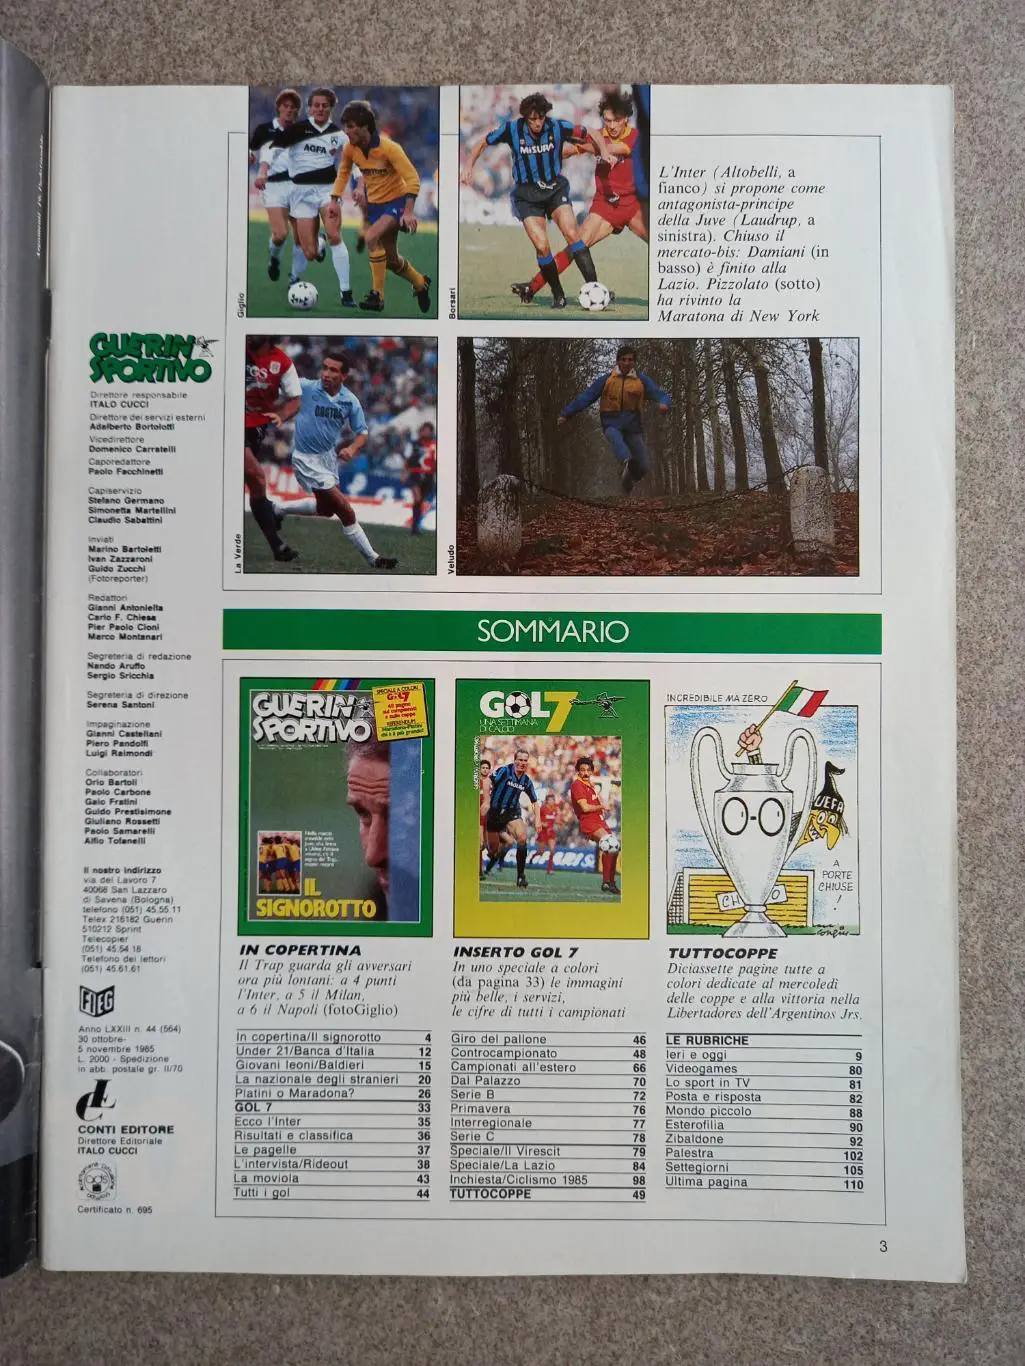 AGFA
MISURA
L'Inter (Altobelli, a
fianco) si propone come
antagonista-principe
della Juve (Laudrup, a
sinistra). Chiuso il
mercato-bis: Damiani (in
basso) è finito alla
Lazio. Pizzolato (sotto)
ha rivinto la
Maratona di New York
Giglio
Borsari
La Verde
Veludo
GUERIN
SPORTIVO
Direttore responsabile
ITALO CUCCI
Direttore dei servizi esterni
Adalberto Bortolotti
Vicedirettore
Domenico Carratelli
Caporedattore
Paolo Facchinetti
Capiservizio
Stefano Germano
Simonetta Martellini
Claudio Sabattini
Inviati
Marino Bartoletti
Ivan Zazzaroni
Guido Zucchi
(Fotoreporter)
Redattori
Gianni Antoniella
Carlo F. Chiesa
Pier Paolo Cioni
Marco Montanari
Segreteria di redazione
Nando Aruffo
Sergio Sricchia
Segreteria di direzione
Serena Santoni
Impaginazione
Gianni Castellani
Piero Pandolfi
Luigi Raimondi
Collaboratori
Orio Bartoli
Paolo Carbone
Gaio Fratini
Guido Prestisimone
Giuliano Rossetti
Paolo Samarelli
Alfio Tofanelli
Il nostro indirizzo
via del Lavoro 7
40068 San Lazzaro
di Savena (Bologna)
telefono (051) 45.55.11
Telex 216182 Guerin
510212 Sprint
Telecopier
(051) 45.54.18
Telefono dei lettori
(051) 45.61.61
FIEG
Anno LXXIII n. 44 (564)
30 ottobre-
5 novembre 1985
L. 2000 - Spedizione
in abb. postale gr. II/70
CONTI EDITORE
Direttore Editoriale
ITALO CUCCI
Certificato n. 695
SOMMARIO
GUERIN
SPORTIVO
SPECIALE A COLORI
GOL 7
IL
SIGNOROTTO
GOL 7
UNA SETTIMANA
DI CALCIO
INCREDIBILE MA ZERO
UEFA
A
PORTE
CHIUSE
!
IN COPERTINA
Il Trap guarda gli avversari
ora più lontani: a 4 punti
l'Inter, a 5 il Milan,
a 6 il Napoli (fotoGiglio)
INSERTO GOL 7
In uno speciale a colori
(da pagina 33) le immagini
più belle, i servizi,
le cifre di tutti i campionati
TUTTOCOPPE
Diciassette pagine tutte a
colori dedicate al mercoledì
delle coppe e alla vittoria nella
Libertadores dell'Argentinos Jrs.
In copertina/Il signorotto 4
Under 21/Banca d'Italia 12
Giovani leoni/Baldieri 15
La nazionale degli stranieri 20
Platini o Maradona? 26
GOL 7 33
Ecco l'Inter 35
Risultati e classifica 36
Le pagelle 37
L'intervista/Rideout 38
La moviola 43
Tutti i gol 44
Giro del pallone 46
Controcampionato 48
Campionati all'estero 66
Dal Palazzo 70
Serie B 72
Primavera 76
Interregionale 77
Serie C 78
Speciale/Il Virescit 79
Speciale/La Lazio 84
Inchiesta/Ciclismo 1985 98
TUTTOCOPPE 49
LE RUBRICHE
Ieri e oggi 9
Videogames 80
Lo sport in TV 81
Posta e risposta 82
Mondo piccolo 88
Esterofilia 90
Zibaldone 92
Palestra 102
Settegiorni 105
Ultima pagina 110
3